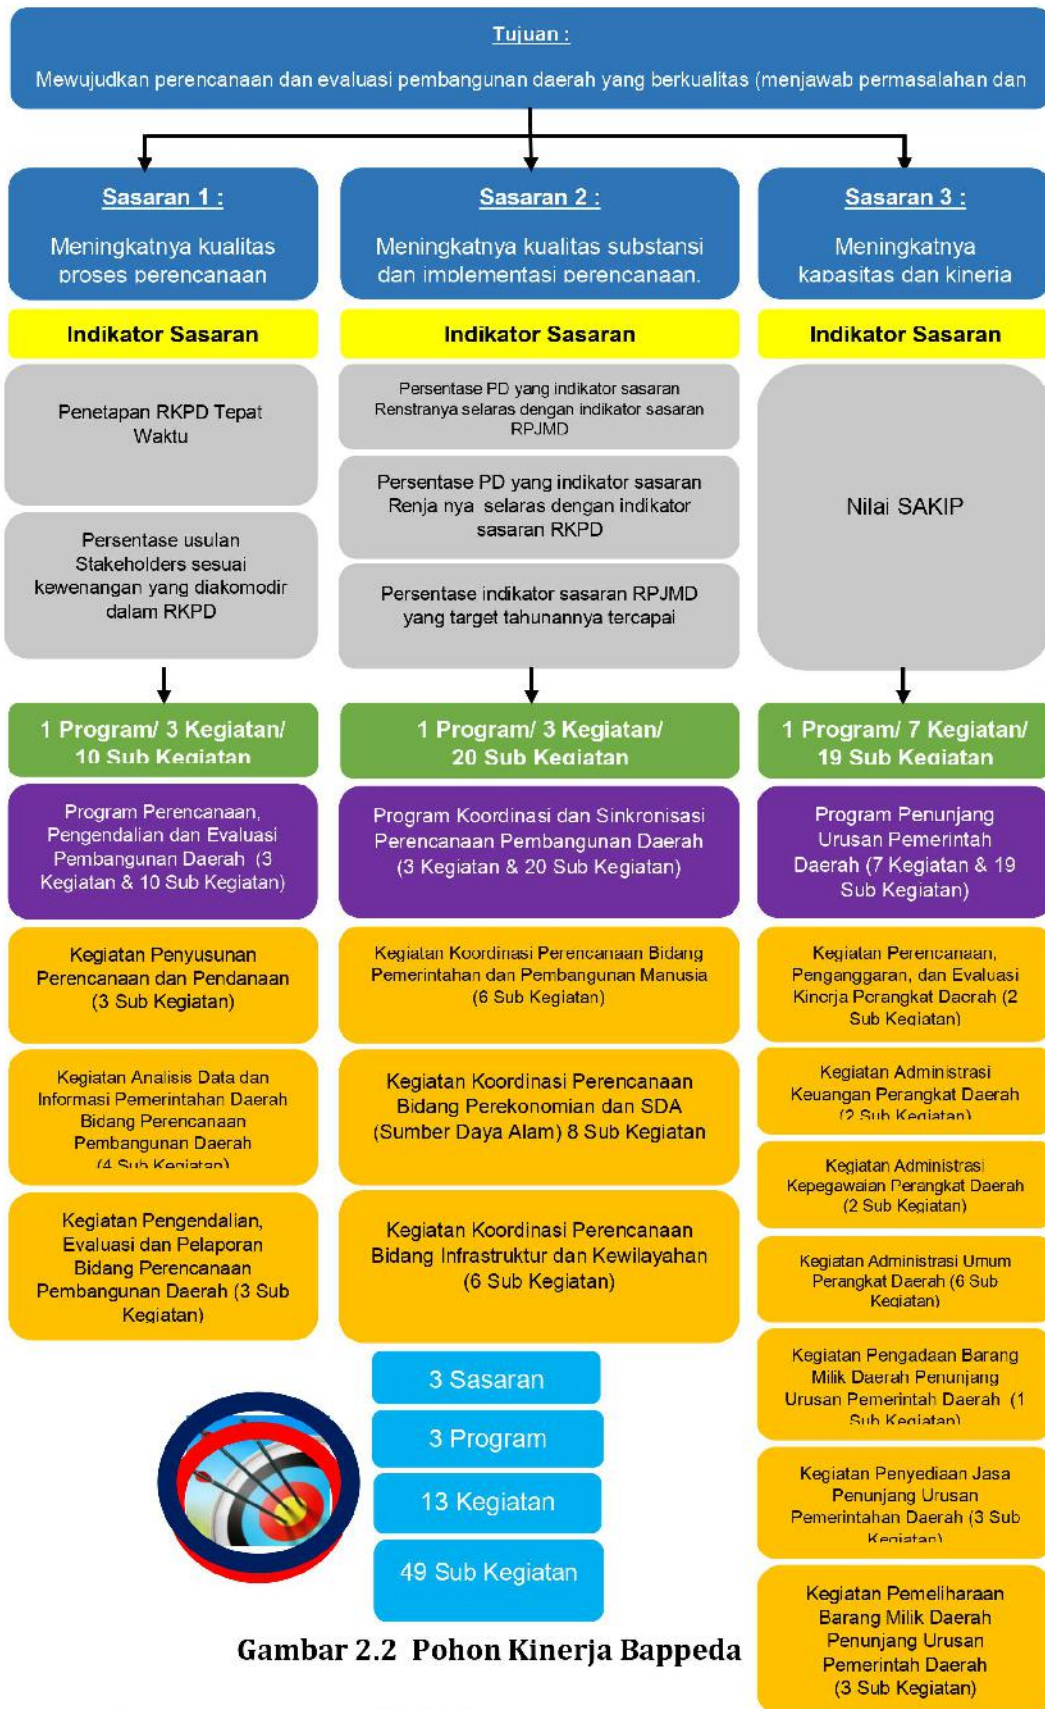 Tujuan :
Mewujudkan perencanaan dan evaluasi pembangunan daerah yang berkualitas (menjawab permasalahan dan
Sasaran 1 :
Meningkatnya kualitas
proses perencanaan
Sasaran 2 :
Meningkatnya kualitas substansi
dan implementasi perencanaan.
Sasaran 3 :
Meningkatnya
kapasitas dan kinerja
Indikator Sasaran
Indikator Sasaran
Indikator Sasaran
Penetapan RKPD Tepat
Waktu
Persentase usulan
Stakeholders sesuai
kewenangan yang diakomodir
dalam RKPD
Persentase PD yang indikator sasaran
Renstranya selaras dengan indikator sasaran
RPJMD
Persentase PD yang indikator sasaran
Renja nya selaras dengan indikator
sasaran RKPD
Persentase indikator sasaran RPJMD
yang target tahunannya tercapai
Nilai SAKIP
1 Program/ 3 Kegiatan/
10 Sub Kegiatan
1 Program/ 3 Kegiatan/
20 Sub Kegiatan
1 Program/ 7 Kegiatan/
19 Sub Kegiatan
Program Perencanaan,
Pengendalian dan Evaluasi
Pembangunan Daerah (3
Kegiatan & 10 Sub Kegiatan)
Program Koordinasi dan Sinkronisasi
Perencanaan Pembangunan Daerah
(3 Kegiatan & 20 Sub Kegiatan)
Program Penunjang
Urusan Pemerintah
Daerah (7 Kegiatan & 19
Sub Kegiatan)
Kegiatan Penyusunan
Perencanaan dan Pendanaan
(3 Sub Kegiatan)
Kegiatan Analisis Data dan
Informasi Pemerintahan Daerah
Bidang Perencanaan
Pembangunan Daerah
(4 Sub Kegiatan)
Kegiatan Pengendalian,
Evaluasi dan Pelaporan
Bidang Perencanaan
Pembangunan Daerah (3 Sub
Kegiatan)
Kegiatan Koordinasi Perencanaan Bidang
Pemerintahan dan Pembangunan Manusia
(6 Sub Kegiatan)
Kegiatan Koordinasi Perencanaan
Bidang Perekonomian dan SDA
(Sumber Daya Alam) 8 Sub Kegiatan
Kegiatan Koordinasi Perencanaan
Bidang Infrastruktur dan Kewilayahan
(6 Sub Kegiatan)
Kegiatan Perencanaan,
Penganggaran, dan Evaluasi
Kinerja Perangkat Daerah (2
Sub Kegiatan)
Kegiatan Administrasi
Keuangan Perangkat Daerah
(2 Sub Kegiatan)
Kegiatan Administrasi
Kepegawaian Perangkat Daerah
(2 Sub Kegiatan)
Kegiatan Administrasi Umum
Perangkat Daerah (6 Sub
Kegiatan)
Kegiatan Pengadaan Barang
Milik Daerah Penunjang
Urusan Pemerintah Daerah (1
Sub Kegiatan)
Kegiatan Penyediaan Jasa
Penunjang Urusan
Pemerintahan Daerah (3 Sub
Kegiatan)
Kegiatan Pemeliharaan
Barang Milik Daerah
Penunjang Urusan
Pemerintah Daerah
(3 Sub Kegiatan)
3 Sasaran
3 Program
13 Kegiatan
49 Sub Kegiatan
Gambar 2.2 Pohon Kinerja Bappeda